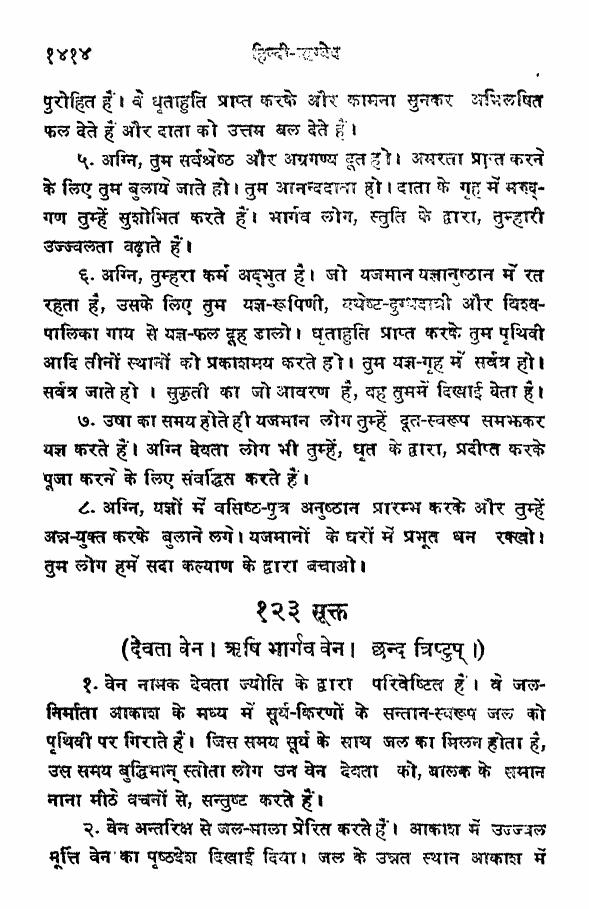 १४१४ हिन्दी-ऋग्वेद
पुरोहित हैं। वे घृताहुति प्राप्त करके और कामना सुनकर अभिलषित
फल देते हैं और दाता को उत्तम बल देते हैं।
५. अग्नि, तुम सर्वश्रेष्ठ और अग्रगण्य दूत हो। अमरता प्राप्त करने
के लिए तुम बुलाये जाते हो। तुम आनन्ददाता हो। दाता के गृह में मरुद्-
गण तुम्हें सुशोभित करते हैं। भार्गव लोग, स्तुति के द्वारा, तुम्हारी
उज्ज्वलता बढ़ाते हैं।
६. अग्नि, तुम्हरा कर्म अद्भुत है। जो यजमान यज्ञानुष्ठान में रत
रहता है, उसके लिए तुम यज्ञ-रूपिणी, यथेष्ट-दुग्धदात्री और विश्व-
पालिका गाय से यज्ञ-फल दूह डालो। घृताहुति प्राप्त करके तुम पृथिवी
आदि तीनों स्थानों को प्रकाशमय करते हो। तुम यज्ञ-गृह में सर्वत्र हो।
सर्वत्र जाते हो । सुकृती का जो आवरण है, वह तुममें दिखाई देता है।
७. उषा का समय होते ही यजमान लोग तुम्हें दूत-स्वरूप समझकर
यज्ञ करते हैं। अग्नि देवता लोग भी तुम्हें, घृत के द्वारा, प्रदीप्त करके
पूजा करने के लिए संवर्द्धित करते हैं।
८. अग्नि, यज्ञों में वसिष्ठ-पुत्र अनुष्ठान प्रारम्भ करके और तुम्हें
अन्न-युक्त करके बुलाने लगे। यजमानों के घरों में प्रभूत धन रक्खो।
तुम लोग हमें सदा कल्याण के द्वारा बचाओ।
१२३ सूक्त
(देवता वेन। ऋषि भार्गव वेन। छन्द त्रिष्टुप् ।)
१. वेन नामक देवता ज्योति के द्वारा परिवेष्टित हैं। वे जल-
निर्माता आकाश के मध्य में सूर्य-किरणों के सन्तान-स्वरूप जल को
पृथिवी पर गिराते हैं। जिस समय सूर्य के साथ जल का मिलन होता है,
उस समय बुद्धिमान् स्तोता लोग उन वेन देवता को, बालक के समान
नाना मीठे वचनों से, सन्तुष्ट करते हैं।
२. वेन अन्तरिक्ष से जल-माला प्रेरित करते हैं। आकाश में उज्ज्वल
मूर्त्ति वेन का पृष्ठदेश दिखाई दिया। जल के उन्नत स्थान आकाश में